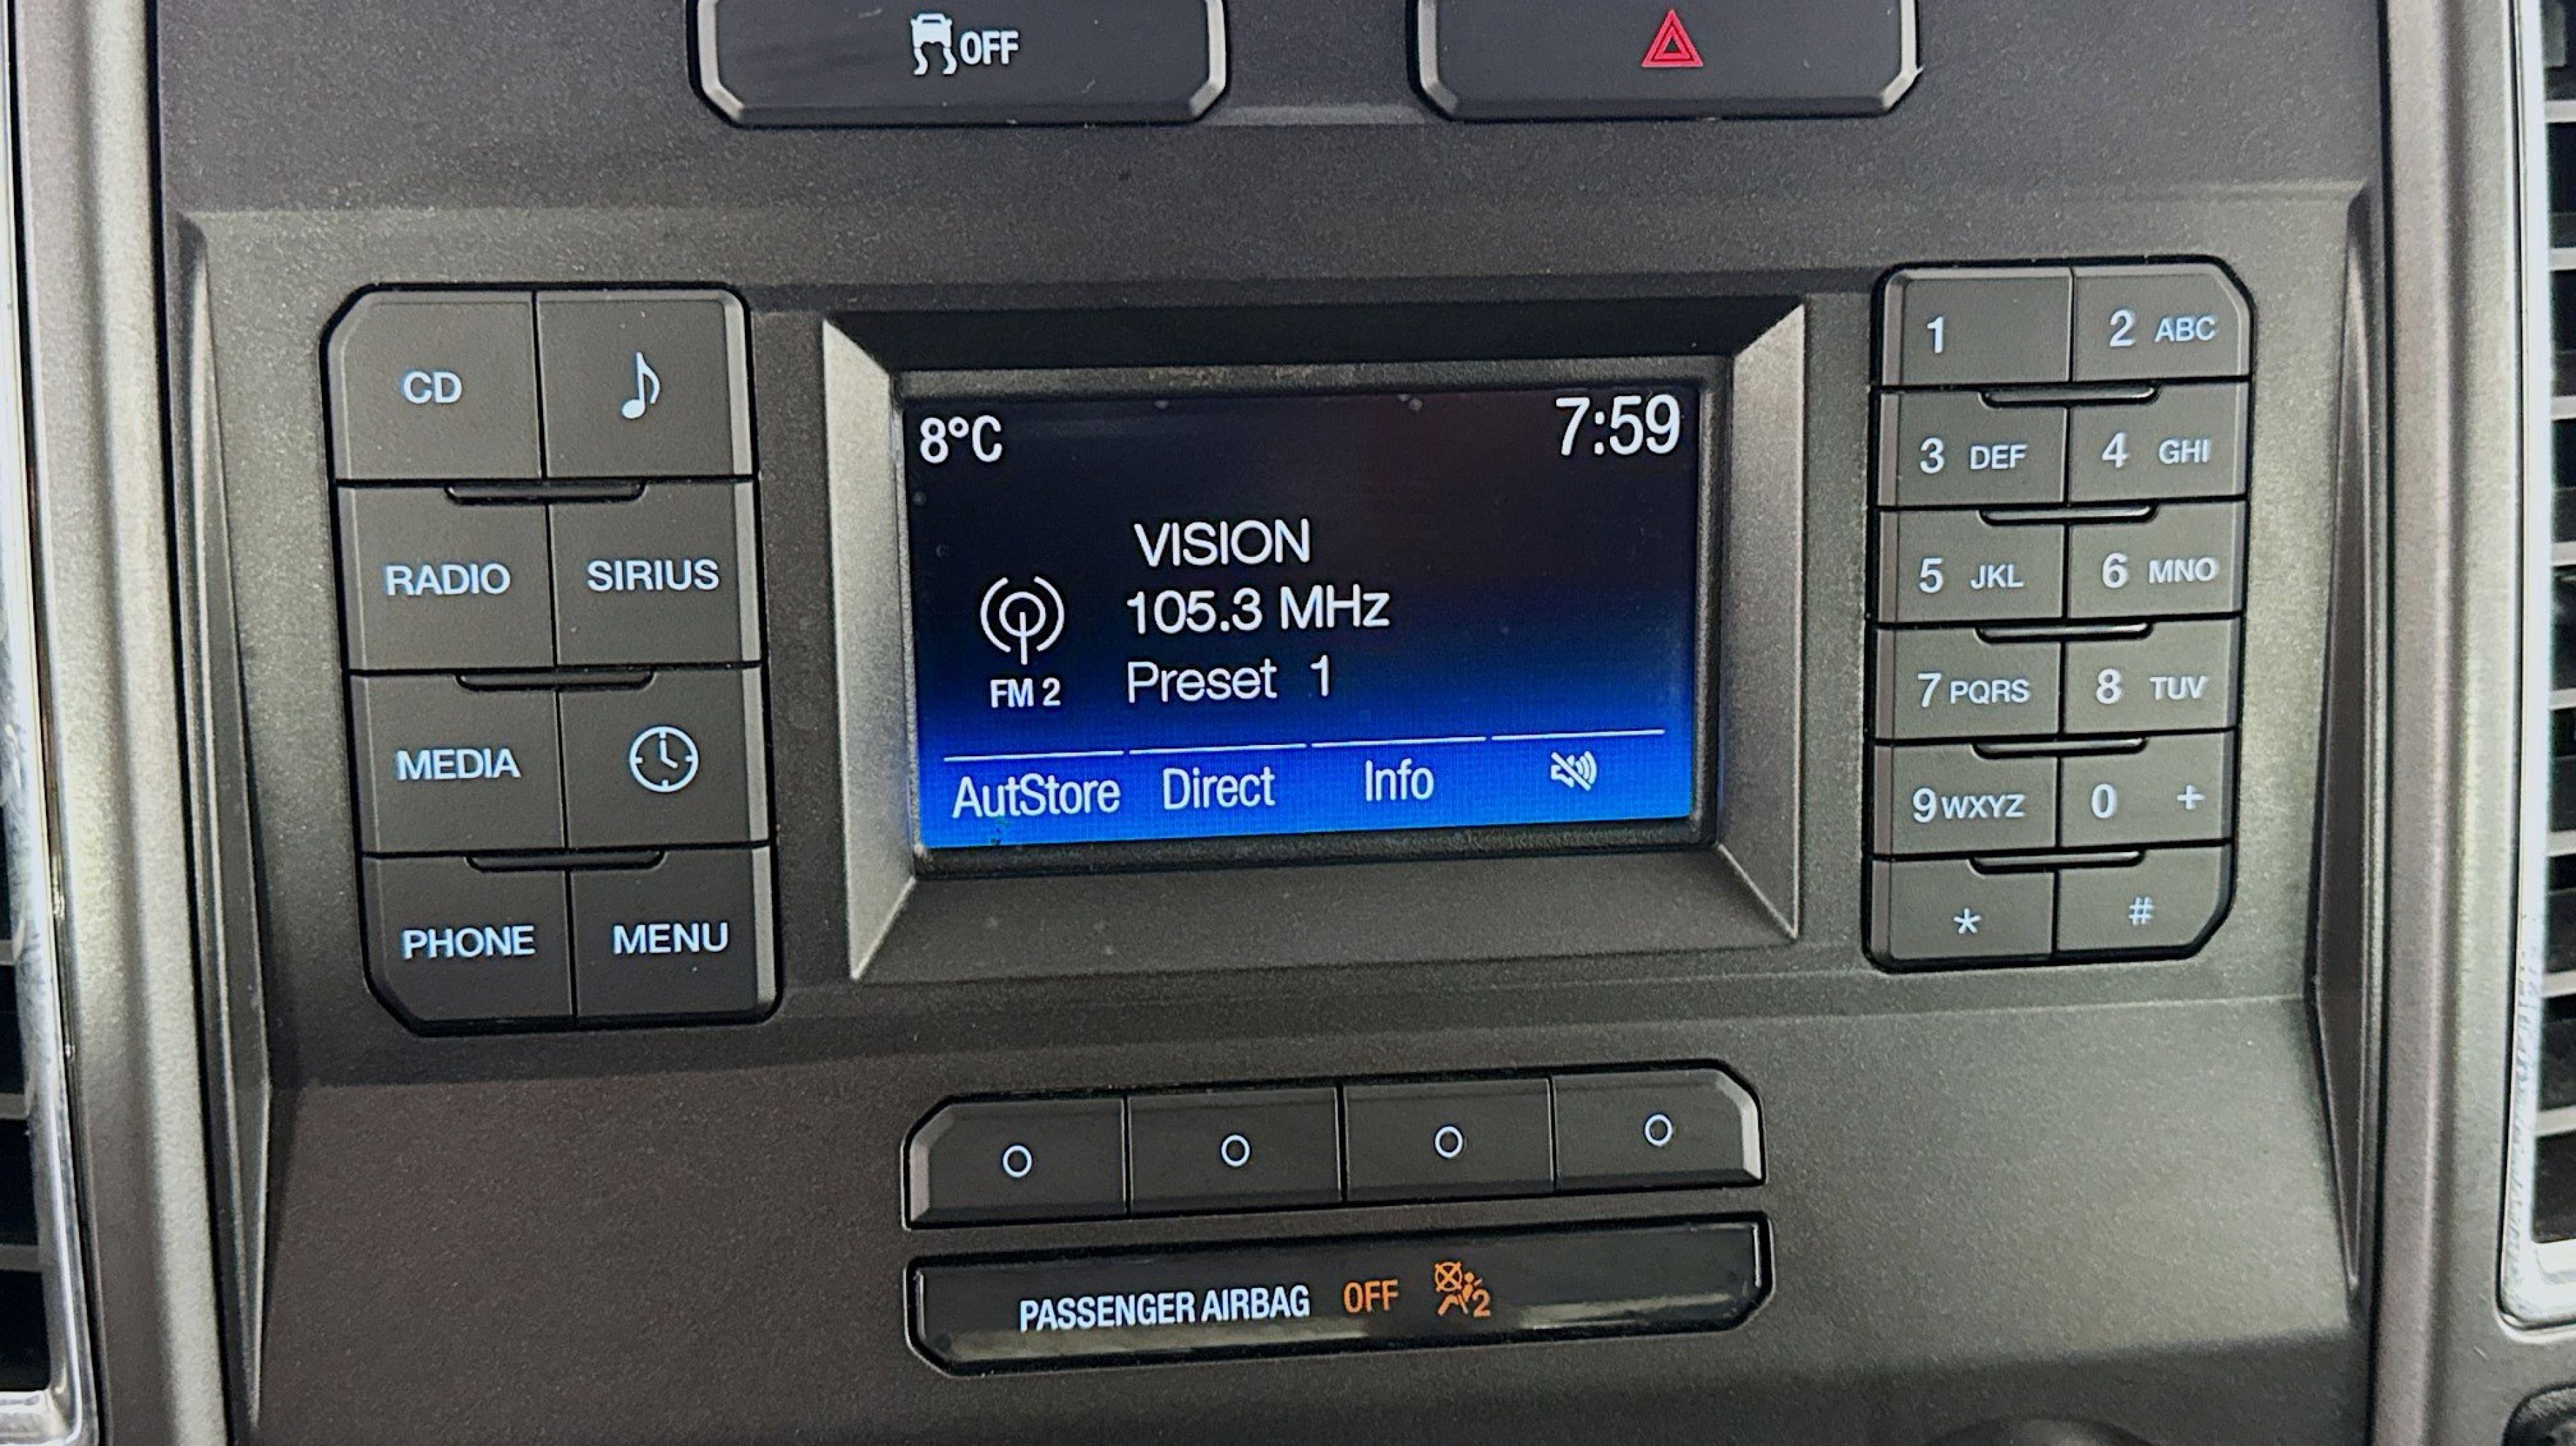 OFF
CD
RADIO SIRIUS
MEDIA
PHONE MENU
8°C 7:59
VISION
105.3 MHz
FM 2 Preset 1
AutStore Direct Info
1 2 ABC
3 DEF 4 GHI
5 JKL 6 MNO
7 PQRS 8 TUV
9 WXYZ 0 +
* #
PASSENGER AIRBAG OFF 2